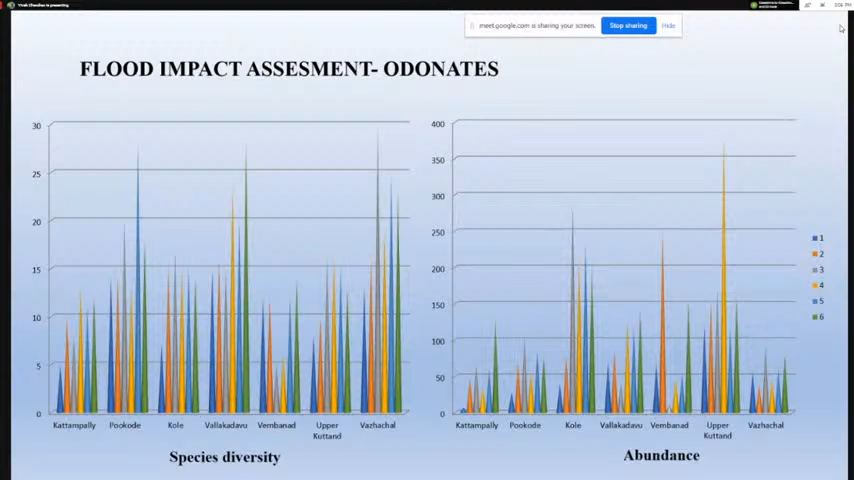 meet.google.com is sharing your screen.
Stop sharing
Hide
FLOOD IMPACT ASSESMENT- ODONATES
30
25
20
15
10
5
0
Kattampally
Pookode
Kole
Vallakadavu
Vembanad
Upper
Kuttand
Vazhachal
Species diversity
400
350
300
250
200
150
100
50
0
Kattampally
Pookode
Kole
Vallakadavu
Vembanad
Upper
Kuttand
Vazhachal
Abundance
1
2
3
4
5
6